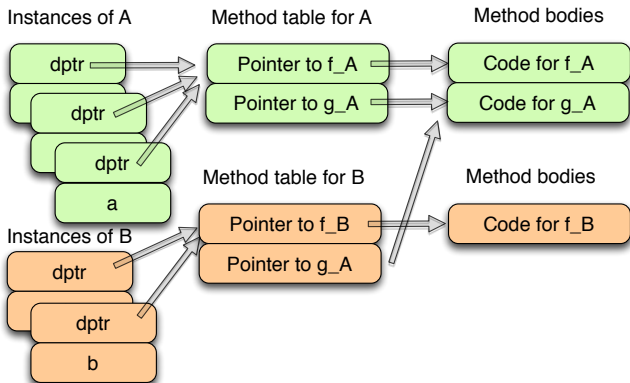 Instances of A
Method table for A
Method bodies
dptr
Pointer to f_A
Code for f_A
dptr
Pointer to g_A
Code for g_A
dptr
a
Method table for B
Method bodies
Instances of B
Pointer to f_B
Code for f_B
dptr
Pointer to g_A
dptr
b